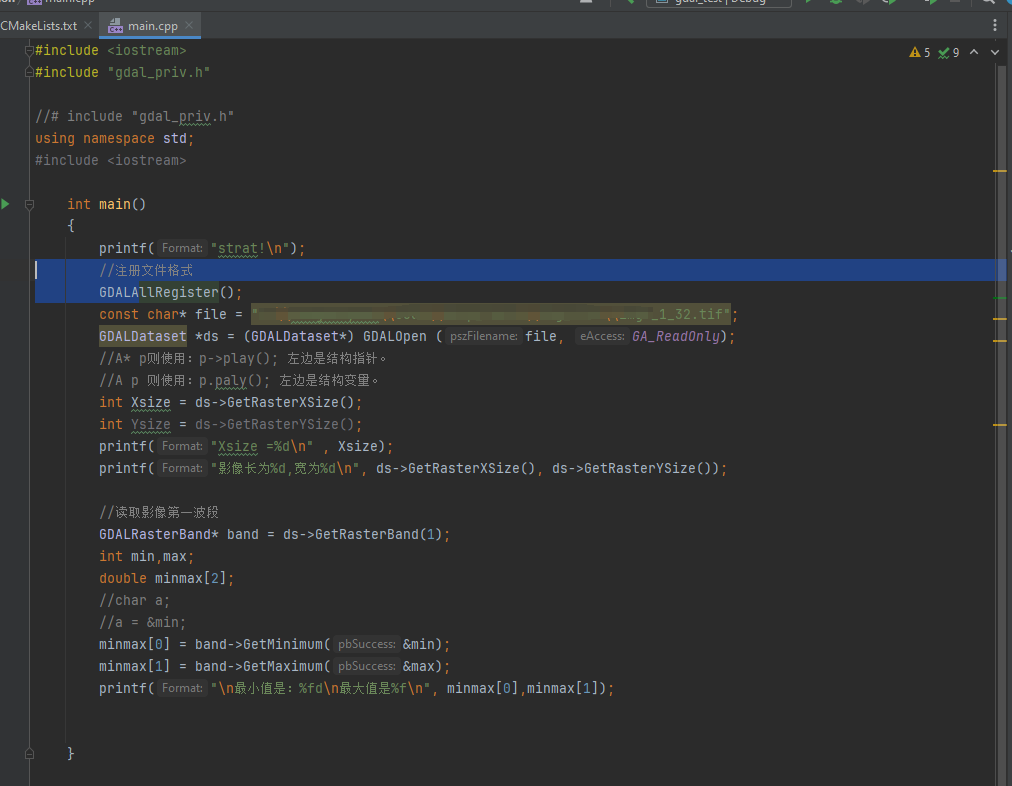 main.cpp
gdal_test | Debug
CMakeLists.txt
main.cpp
5
9
#include <iostream>
#include "gdal_priv.h"
//# include "gdal_priv.h"
using namespace std;
#include <iostream>
int main()
{
printf( Format: "strat!\n");
//注册文件格式
GDALAllRegister();
const char* file = " _1_32.tif";
GDALDataset *ds = (GDALDataset*) GDALOpen ( pszFilename: file, eAccess: GA_ReadOnly);
//A* p则使用：p->play(); 左边是结构指针。
//A p 则使用：p.paly(); 左边是结构变量。
int Xsize = ds->GetRasterXSize();
int Ysize = ds->GetRasterYSize();
printf( Format: "Xsize =%d\n" , Xsize);
printf( Format: "影像长为%d,宽为%d\n", ds->GetRasterXSize(), ds->GetRasterYSize());
//读取影像第一波段
GDALRasterBand* band = ds->GetRasterBand(1);
int min,max;
double minmax[2];
//char a;
//a = &min;
minmax[0] = band->GetMinimum( pbSuccess: &min);
minmax[1] = band->GetMaximum( pbSuccess: &max);
printf( Format: "\n最小值是：%fd\n最大值是%f\n", minmax[0],minmax[1]);
}